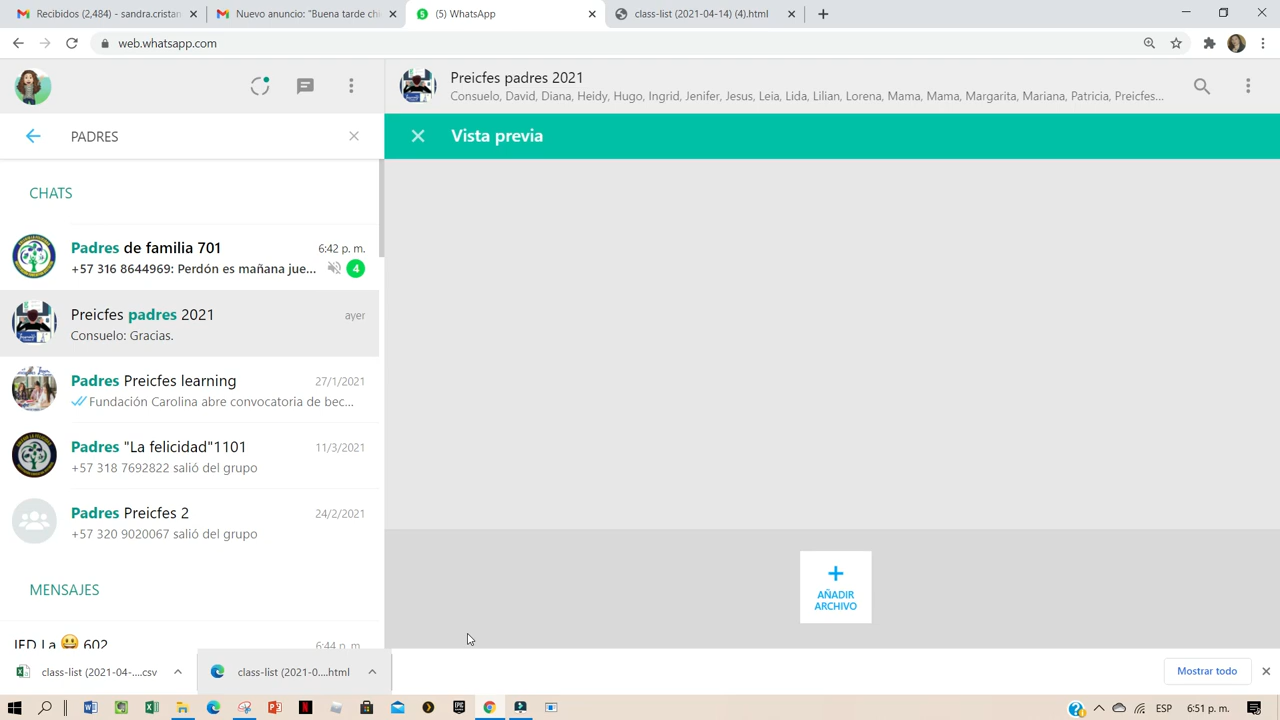 Recibidos (2,484) - sandra.cristan
Nuevo anuncio: "Buena tarde chi
(5) WhatsApp
class-list (2021-04-14) (4).html
web.whatsapp.com
PADRES
CHATS
Padres de familia 701
6:42 p. m.
+57 316 8644969: Perdón es mañana jue...
4
Preicfes padres 2021
ayer
Consuelo: Gracias.
Padres Preicfes learning
27/1/2021
Fundación Carolina abre convocatoria de bec...
Padres "La felicidad"1101
11/3/2021
+57 318 7692822 salió del grupo
Padres Preicfes 2
24/2/2021
+57 320 9020067 salió del grupo
MENSAJES
IED La 😃 602
6:44 p. m.
Preicfes padres 2021
Consuelo, David, Diana, Heidy, Hugo, Ingrid, Jenifer, Jesus, Leia, Lida, Lilian, Lorena, Mama, Mama, Margarita, Mariana, Patricia, Preicfes...
Vista previa
AÑADIR
ARCHIVO
class-list (2021-04-....csv
class-list (2021-0....html
Mostrar todo
ESP
6:51 p. m.